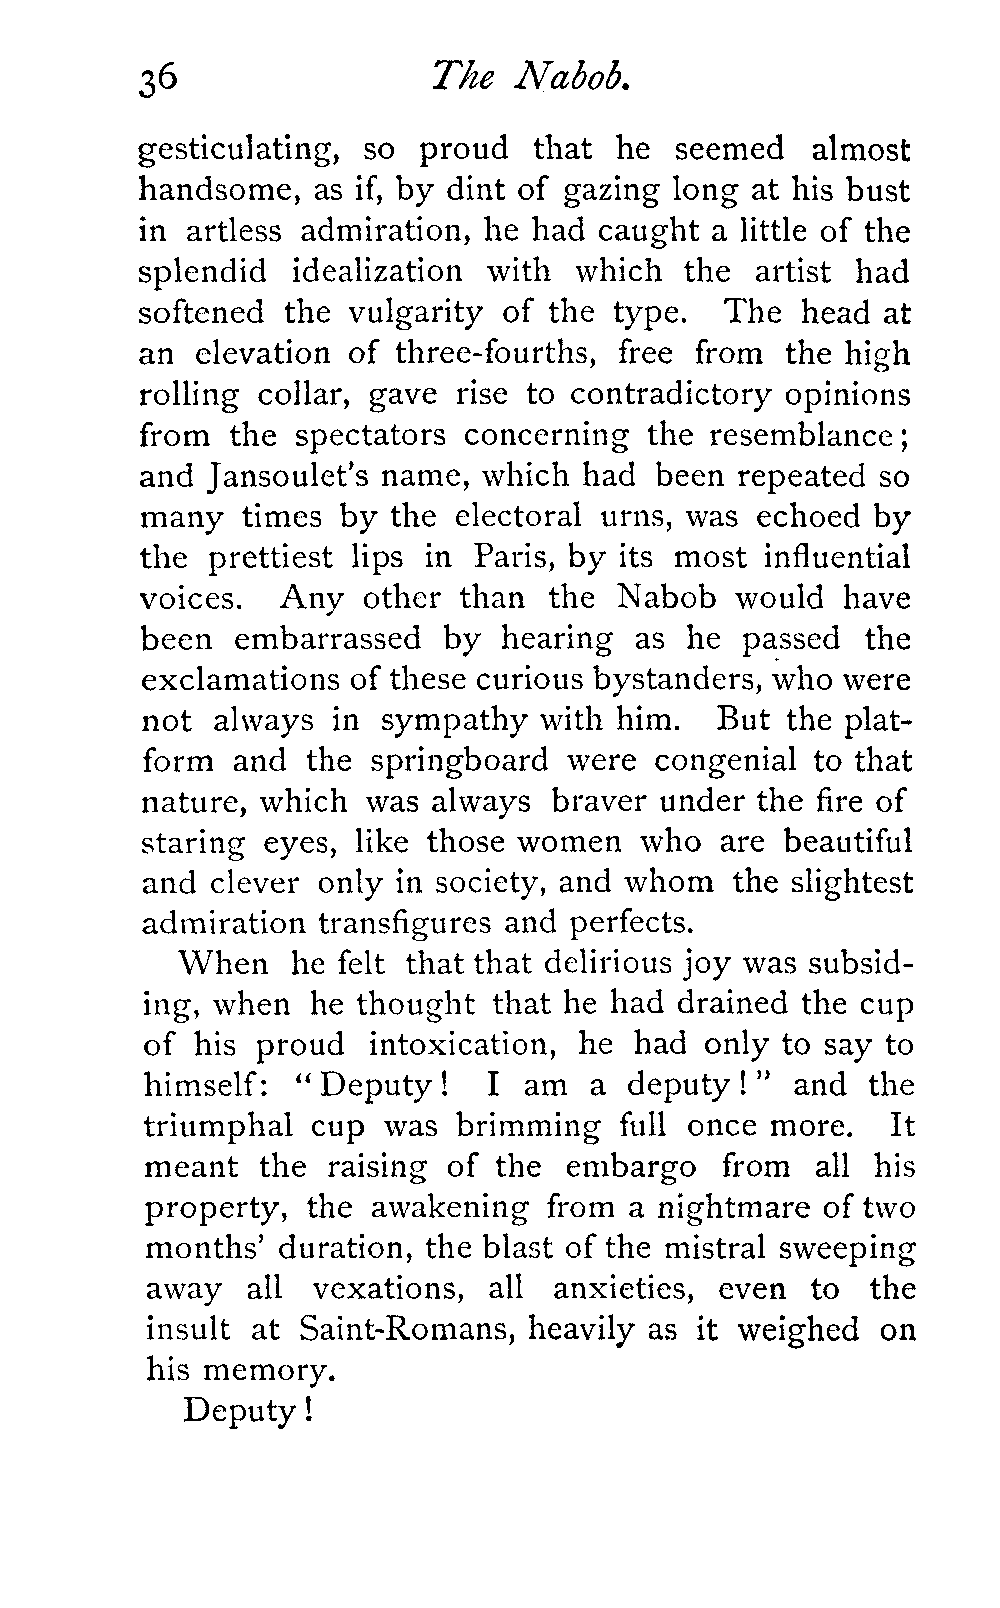 36 The Nabob.
gesticulating, so proud that he seemed almost
handsome, as if, by dint of gazing long at his bust
in artless admiration, he had caught a little of the
splendid idealization with which the artist had
softened the vulgarity of the type. The head at
an elevation of three-fourths, free from the high
rolling collar, gave rise to contradictory opinions
from the spectators concerning the resemblance;
and Jansoulet's name, which had been repeated so
many times by the electoral urns, was echoed by
the prettiest lips in Paris, by its most influential
voices. Any other than the Nabob would have
been embarrassed by hearing as he passed the
exclamations of these curious bystanders, who were
not always in sympathy with him. But the plat-
form and the springboard were congenial to that
nature, which was always braver under the fire of
staring eyes, like those women who are beautiful
and clever only in society, and whom the slightest
admiration transfigures and perfects.
When he felt that that delirious joy was subsid-
ing, when he thought that he had drained the cup
of his proud intoxication, he had only to say to
himself: "Deputy! I am a deputy!" and the
triumphal cup was brimming full once more. It
meant the raising of the embargo from all his
property, the awakening from a nightmare of two
months' duration, the blast of the mistral sweeping
away all vexations, all anxieties, even to the
insult at Saint-Romans, heavily as it weighed on
his memory.
Deputy!